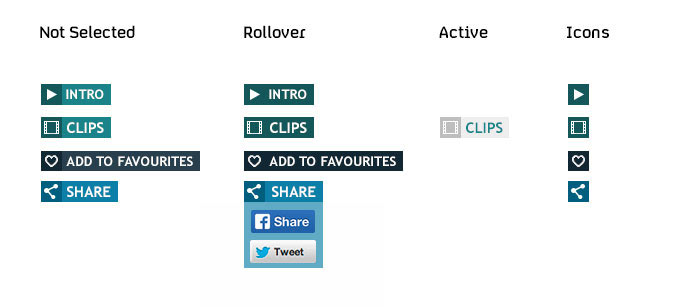 Not Selected Rollover Active Icons
INTRO INTRO
CLIPS CLIPS CLIPS
ADD TO FAVOURITES ADD TO FAVOURITES
SHARE SHARE
Share
Tweet